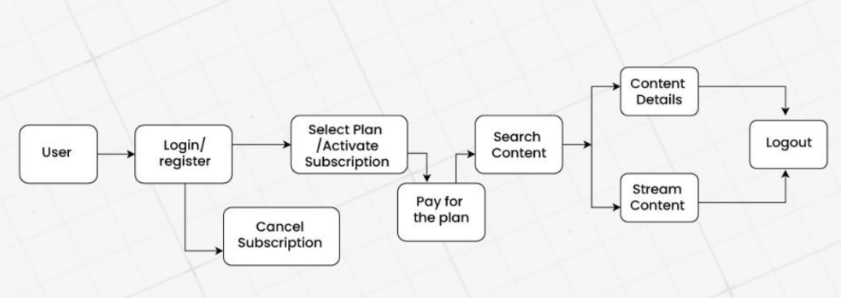 User
Login/
register
Select Plan
/Activate
Subscription
Cancel
Subscription
Pay for
the plan
Search
Content
Content
Details
Stream
Content
Logout